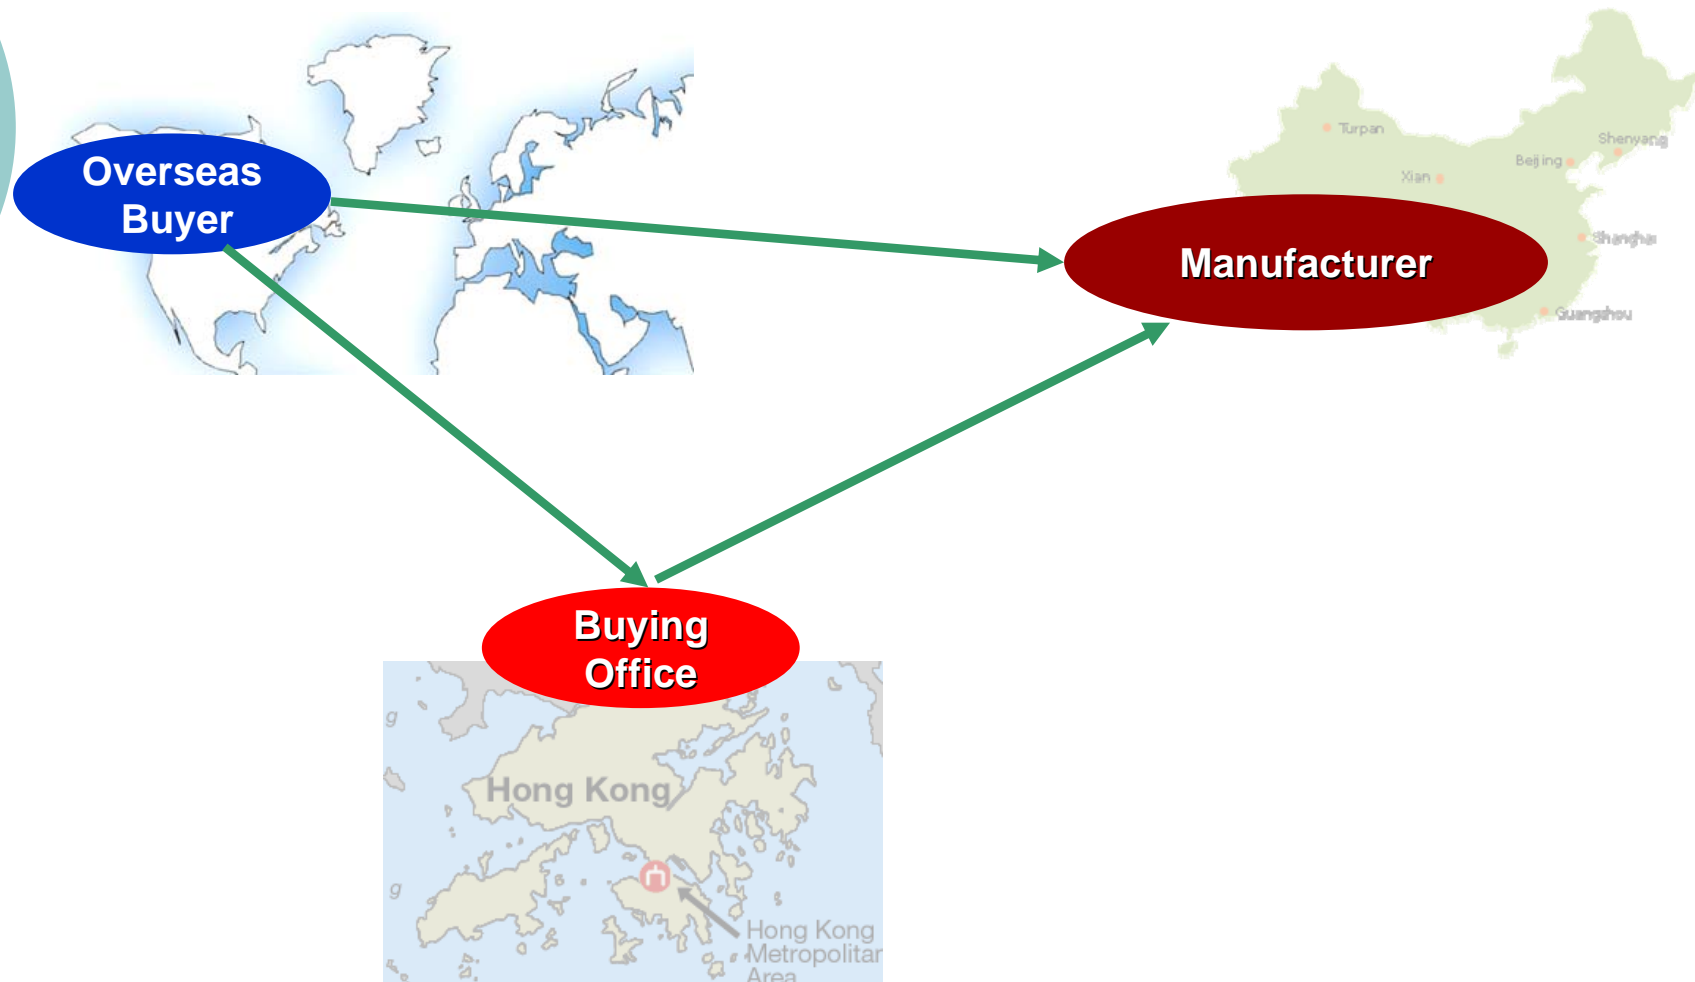 Overseas
Buyer
Turpan
Shenyang
Beijing
Xian
Manufacturer
Shanghai
Guangzhou
Buying
Office
g
g
Hong Kong
g
Hong Kong
Metropolitan
Area